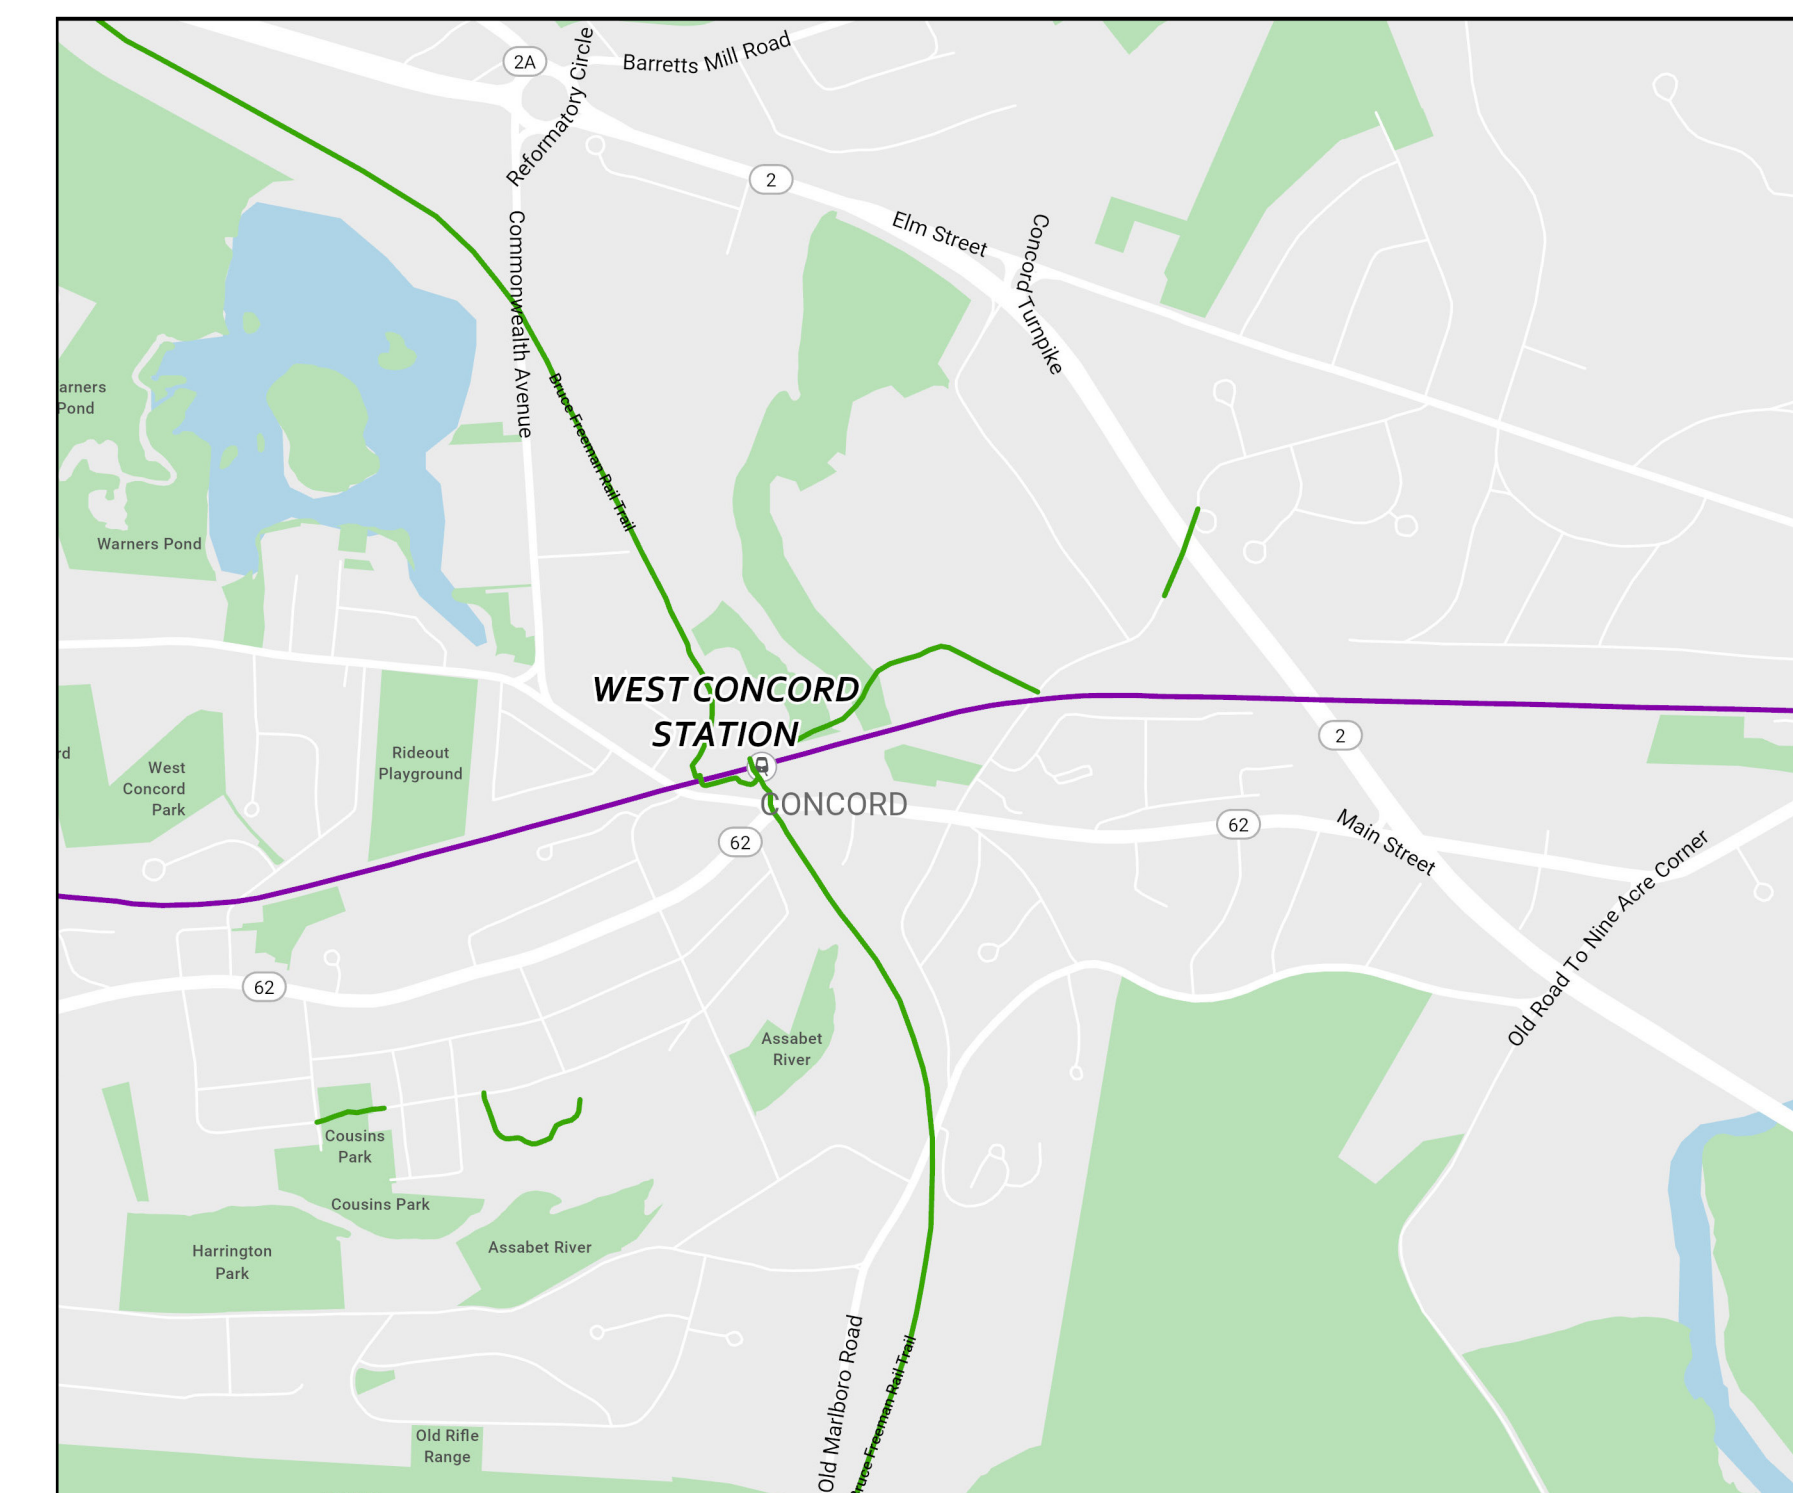 2A
Barretts Mill Road
Reformatory Circle
2
Elm Street
Concord Turnpike
Commonwealth Avenue
arners
Pond
Bruce Freeman Rail Trail
Warners Pond
WEST CONCORD
STATION
rd
West
Concord
Park
Rideout
Playground
2
CONCORD
62
62
Main Street
Old Road To Nine Acre Corner
62
Assabet
River
Cousins
Park
Cousins Park
Assabet River
Harrington
Park
Old Marlboro Road
ruce Freeman Rail Trail
Old Rifle
Range